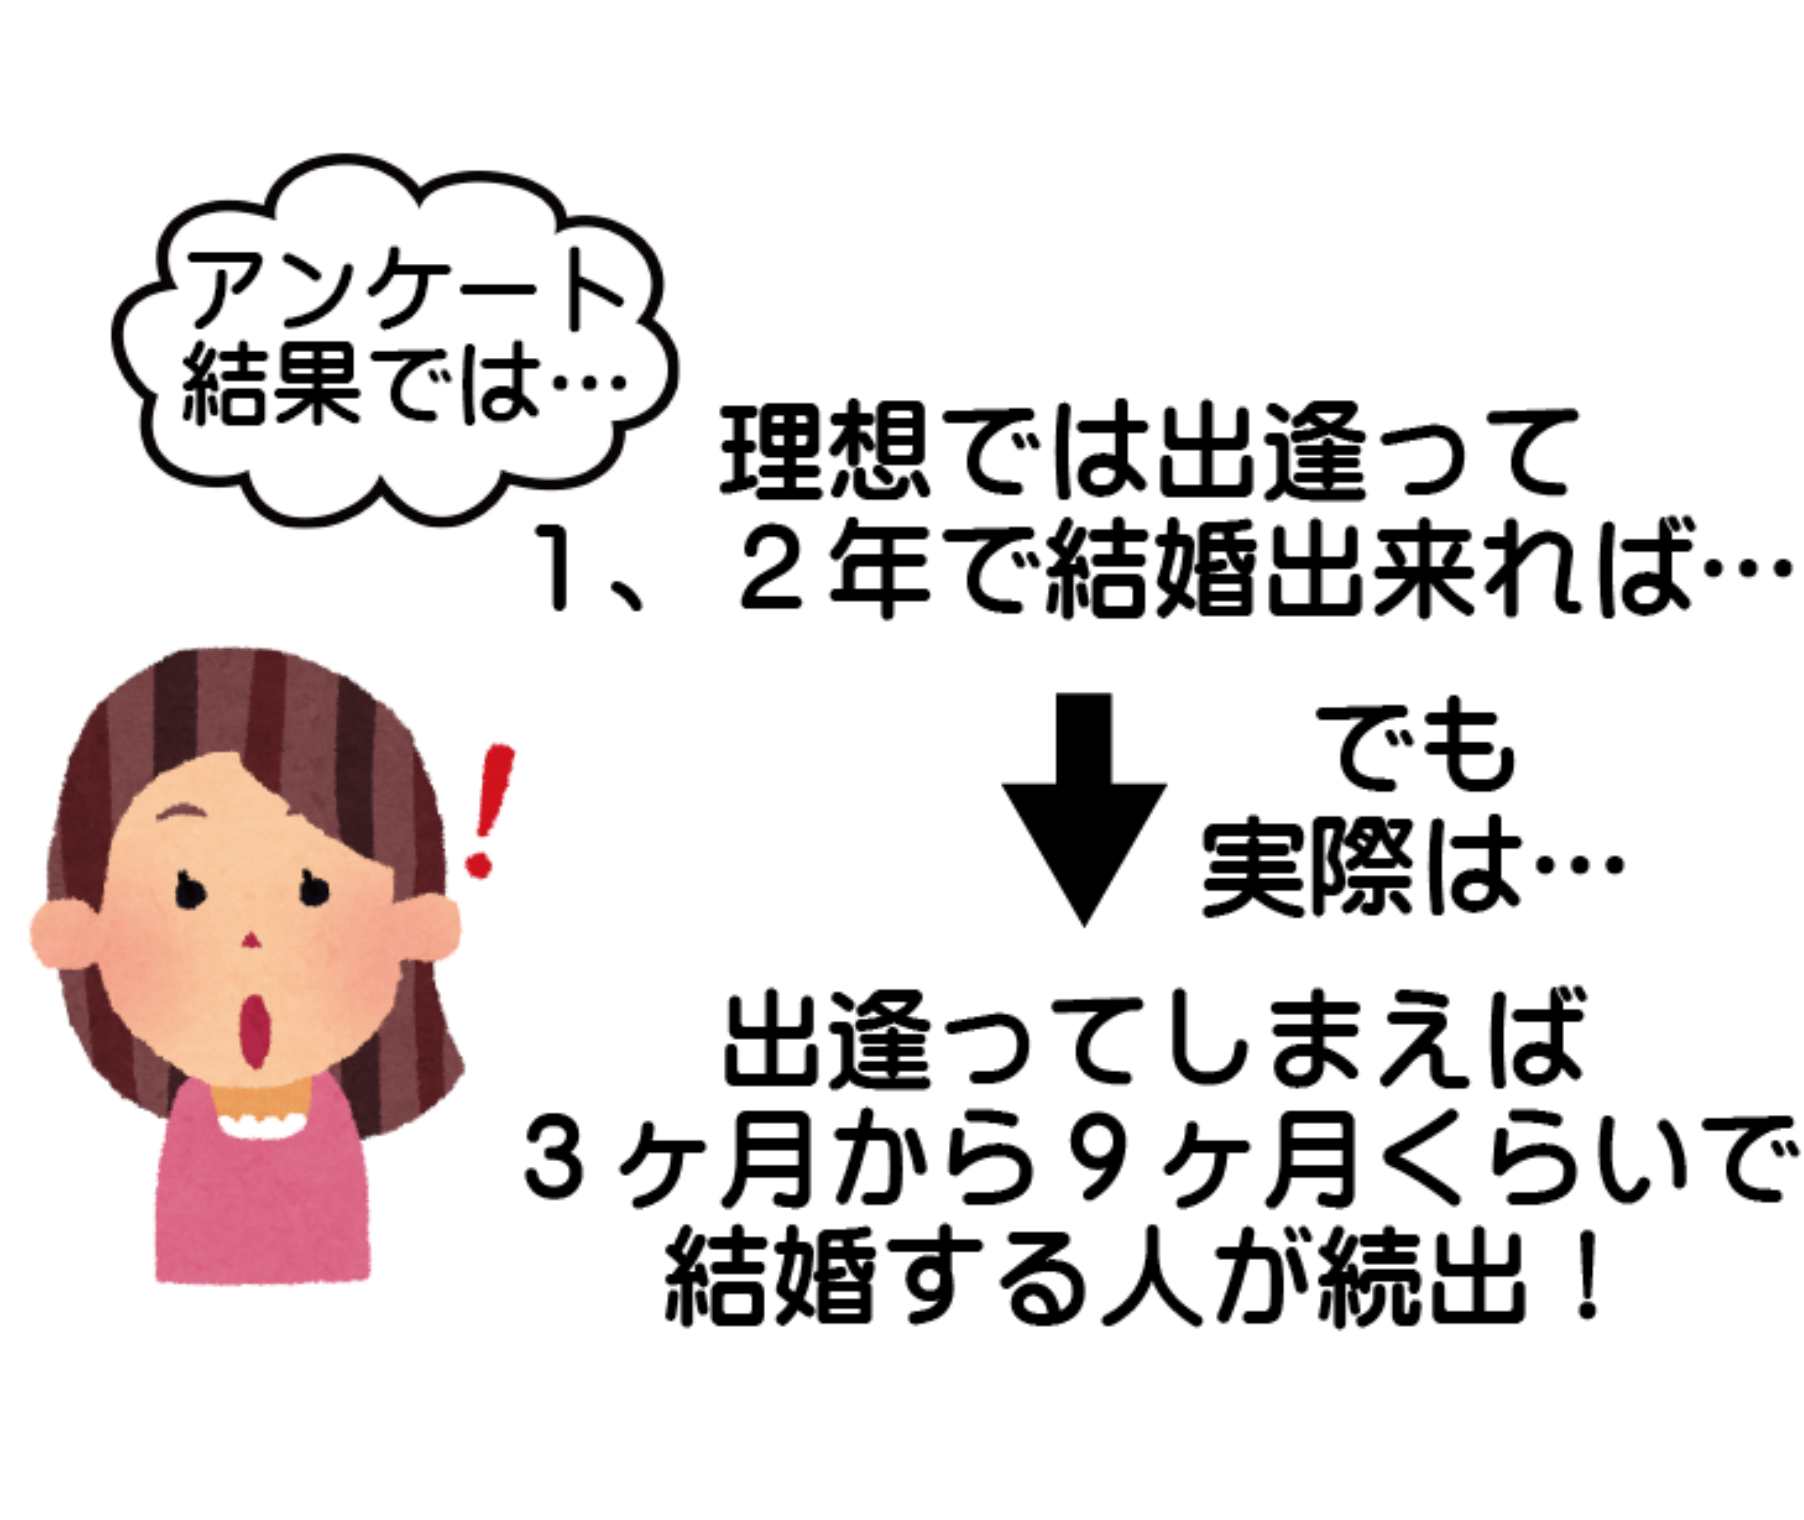 アンケート
結果では…
理想では出逢って
１、２年で結婚出来れば…
でも
実際は…
出逢ってしまえば
３ヶ月から９ヶ月くらいで
結婚する人が続出！
！